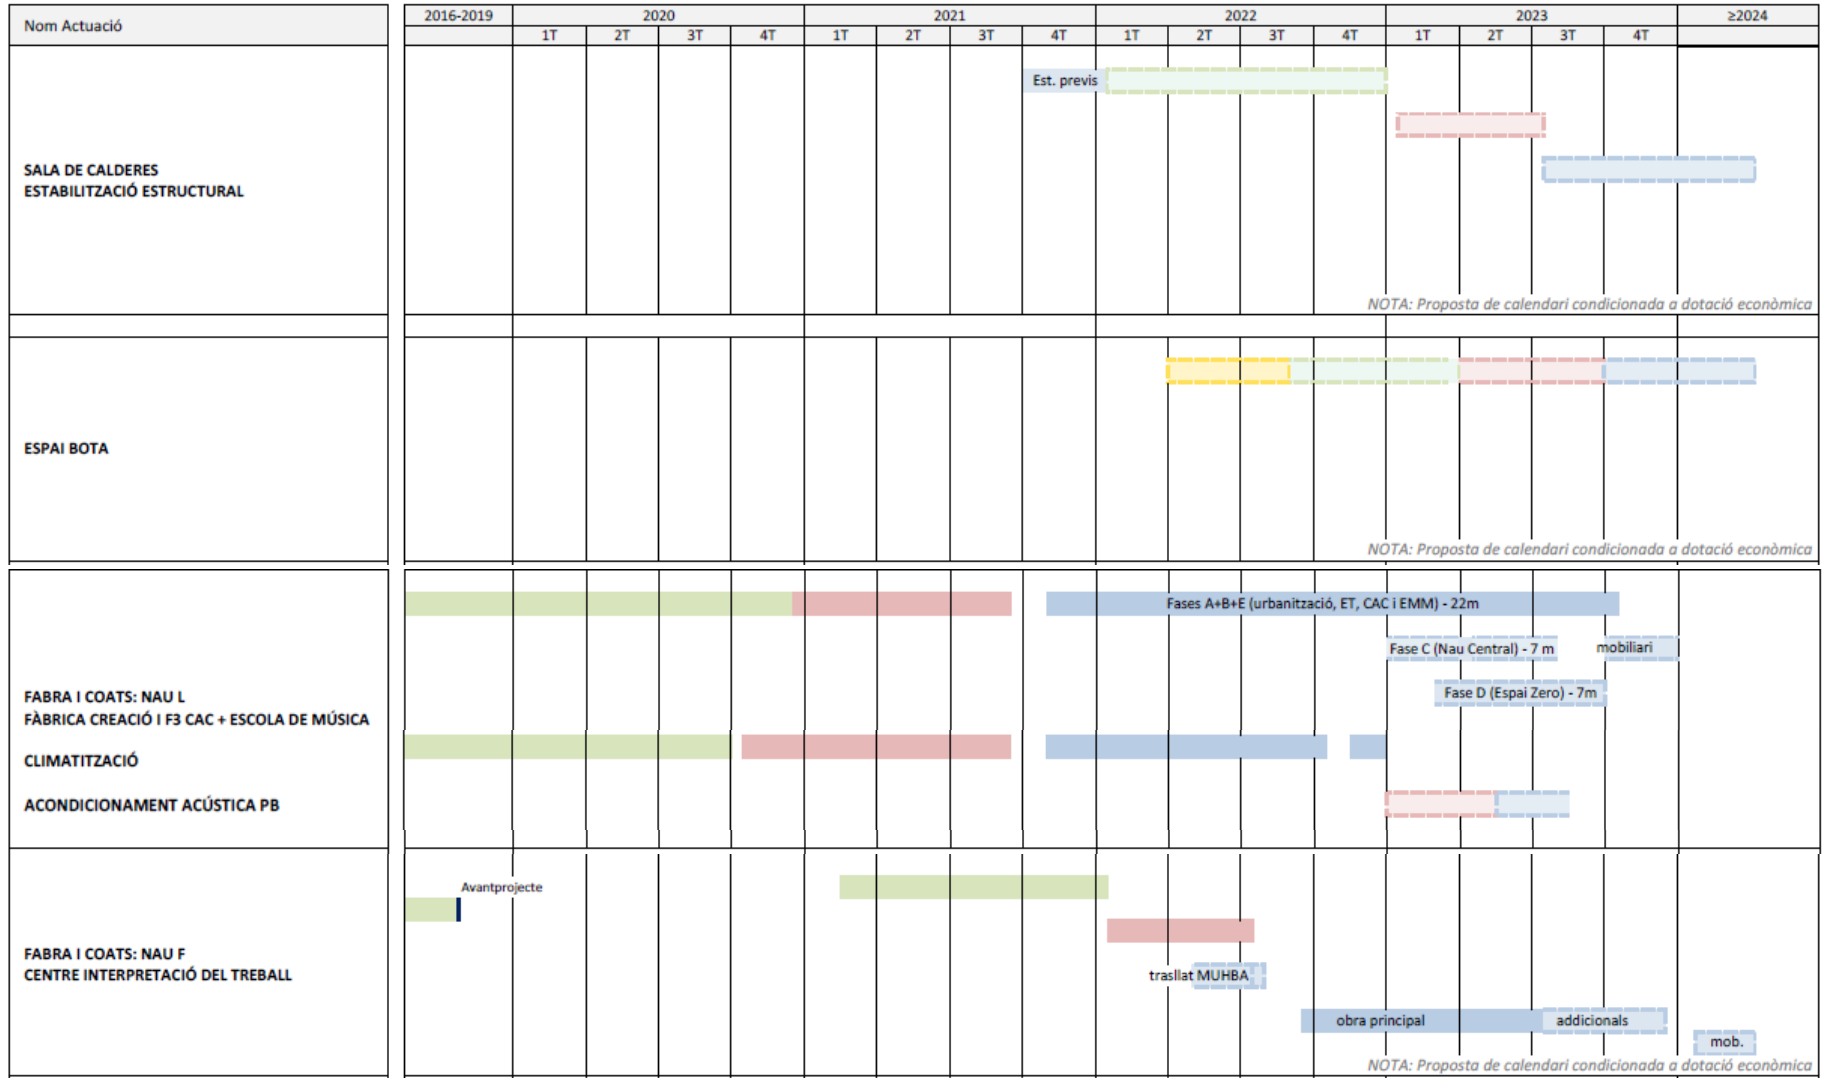 Nom Actuació
2016-2019 2020 2021 2022 2023 ≥2024
1T 2T 3T 4T 1T 2T 3T 4T 1T 2T 3T 4T 1T 2T 3T 4T
Est. previs
SALA DE CALDERES
ESTABILITZACIÓ ESTRUCTURAL
NOTA: Proposta de calendari condicionada a dotació econòmica
ESPAI BOTA
NOTA: Proposta de calendari condicionada a dotació econòmica
Fases A+B+E (urbanització, ET, CAC i EMM) - 22m
Fase C (Nau Central) - 7 m mobiliari
Fase D (Espai Zero) - 7m
FABRA I COATS: NAU L
FÀBRICA CREACIÓ I F3 CAC + ESCOLA DE MÚSICA
CLIMATITZACIÓ
ACONDICIONAMENT ACÚSTICA PB
Avantprojecte
FABRA I COATS: NAU F
CENTRE INTERPRETACIÓ DEL TREBALL
trasllat MUHBA
obra principal addicionals
mob.
NOTA: Proposta de calendari condicionada a dotació econòmica